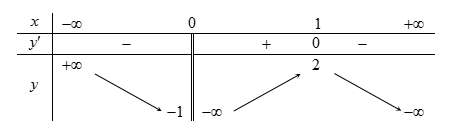 x −∞ 0 1 +∞
y′ − + 0 −
+∞ 2
y
−1 −∞ −∞